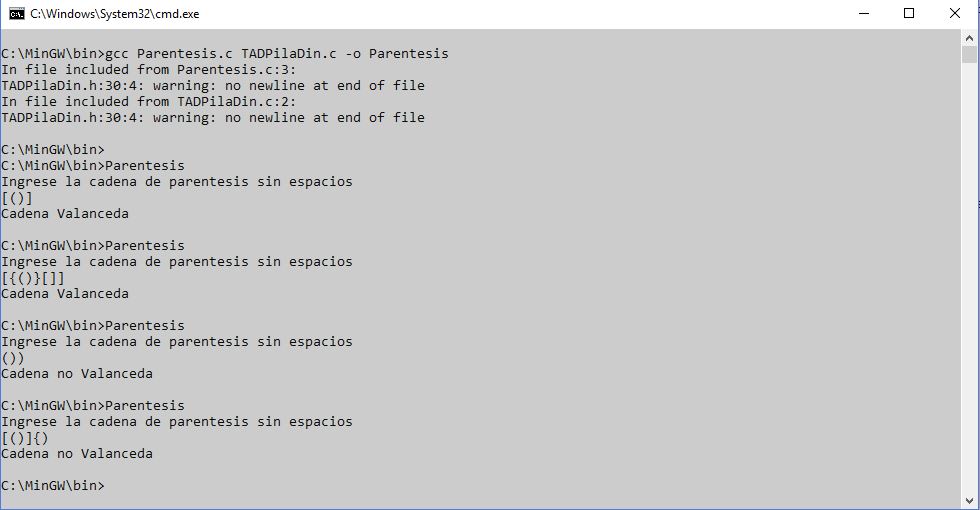 C:\Windows\System32\cmd.exe
C:\MinGW\bin>gcc Parentesis.c TADPilaDin.c -o Parentesis
In file included from Parentesis.c:3:
TADPilaDin.h:30:4: warning: no newline at end of file
In file included from TADPilaDin.c:2:
TADPilaDin.h:30:4: warning: no newline at end of file
C:\MinGW\bin>
C:\MinGW\bin>Parentesis
Ingrese la cadena de parentesis sin espacios
[()]
Cadena Valanceda
C:\MinGW\bin>Parentesis
Ingrese la cadena de parentesis sin espacios
[{()}[]]
Cadena Valanceda
C:\MinGW\bin>Parentesis
Ingrese la cadena de parentesis sin espacios
())
Cadena no Valanceda
C:\MinGW\bin>Parentesis
Ingrese la cadena de parentesis sin espacios
[()]{)
Cadena no Valanceda
C:\MinGW\bin>